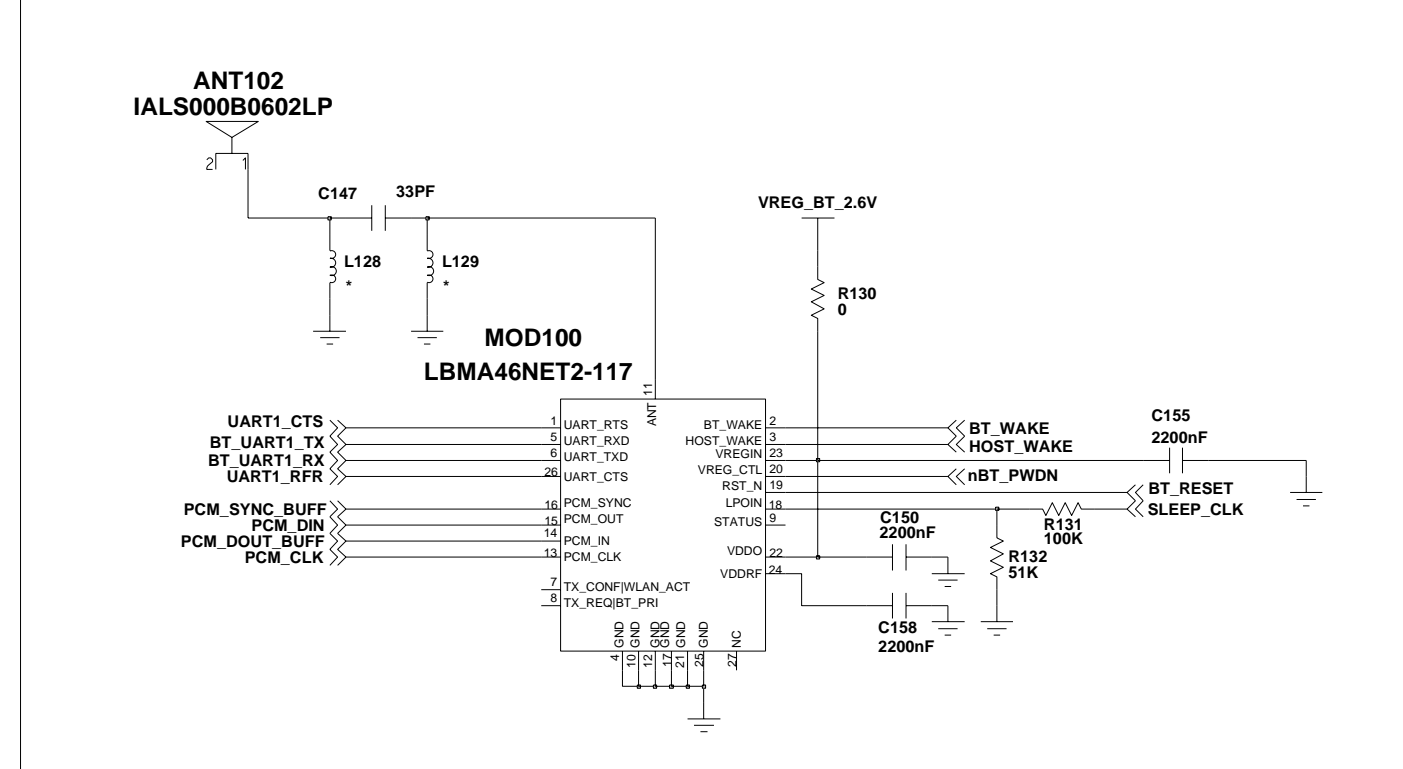 ANT102
IALS000B0602LP
2 1
C147 33PF
L128
*
L129
*
VREG_BT_2.6V
R130
0
MOD100
LBMA46NET2-117
11
ANT
UART1_CTS 1 UART_RTS
BT_UART1_TX 5 UART_RXD
BT_UART1_RX 6 UART_TXD
UART1_RFR 26 UART_CTS
PCM_SYNC_BUFF 16 PCM_SYNC
PCM_DIN 15 PCM_OUT
PCM_DOUT_BUFF 14 PCM_IN
PCM_CLK 13 PCM_CLK
7 TX_CONF|WLAN_ACT
8 TX_REQ|BT_PRI
BT_WAKE 2 BT_WAKE
HOST_WAKE 3 HOST_WAKE
VREGIN 23
VREG_CTL 20 nBT_PWDN
RST_N 19 BT_RESET
LPOIN 18 SLEEP_CLK
STATUS 9
VDDO 22
VDDRF 24
C155
2200nF
C150
2200nF
R131
100K
R132
51K
C158
2200nF
GND GND GND GND GND GND NC
4 10 12 17 21 25 27